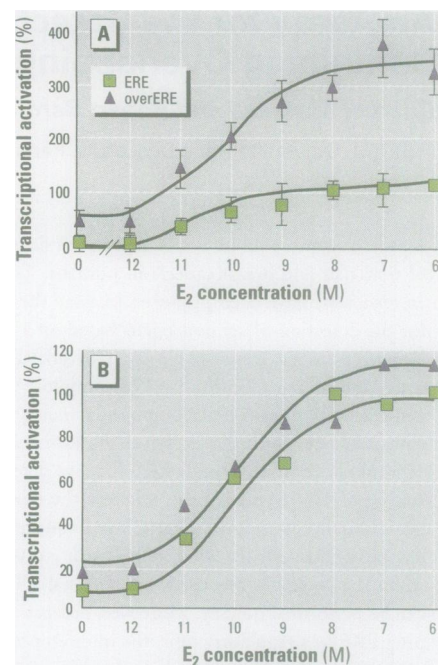 A
400
300
200
100
0
Transcriptional activation (%)
ERE
overERE
0 12 11 10 9 8 7 6
E2 concentration (M)
B
120
100
80
60
40
20
0
Transcriptional activation (%)
ERE
overERE
0 12 11 10 9 8 7 6
E2 concentration (M)